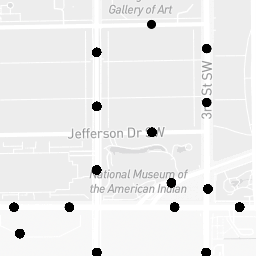 Gallery of Art
3rd St SW
Jefferson Dr SW
National Museum of
the American Indian